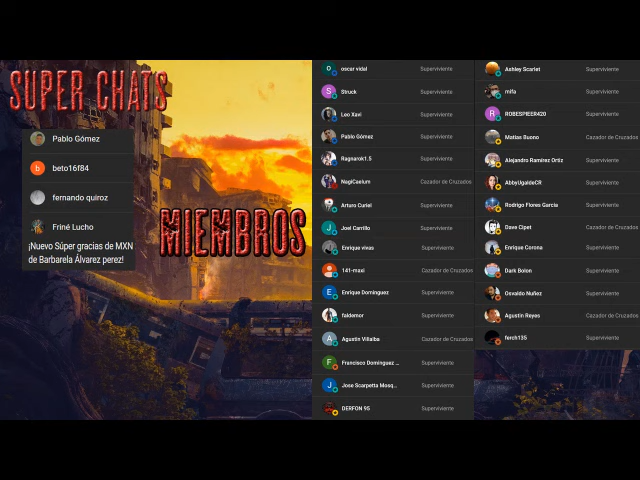 SUPER CHATS
Pablo Gómez
b
beto16f84
fernando quiroz
Friné Lucho
¡Nuevo Súper gracias de MXN
de Barbarela Álvarez perez!
MIEMBROS
o oscar vidal Superviviente
S Struck Superviviente
Leo Xavi Superviviente
Pablo Gómez Superviviente
Ragnarok1.5 Superviviente
NagiCaelum Cazador de Cruzados
Arturo Curiel Superviviente
J Joel Carrillo Superviviente
Enrique vivas Superviviente
141-maxi Cazador de Cruzados
E Enrique Dominguez Superviviente
faldemor Superviviente
A Agustin Villalba Cazador de Cruzados
F Francisco Dominguez ... Superviviente
J Jose Scarpetta Mosq... Superviviente
DERFON 95 Superviviente
Ashley Scarlet Superviviente
mifa Superviviente
R ROBESPIEER420 Superviviente
Matias Buono Cazador de Cruzados
Alejandro Ramírez Ortiz Superviviente
AbbyUgaldeCR Superviviente
Rodrigo Flores Garcia Superviviente
Dave Cipet Cazador de Cruzados
Enrique Corona Superviviente
Dark Bolon Superviviente
Osvaldo Nuñez Superviviente
Agustín Reyes Cazador de Cruzados
ferch135 Superviviente